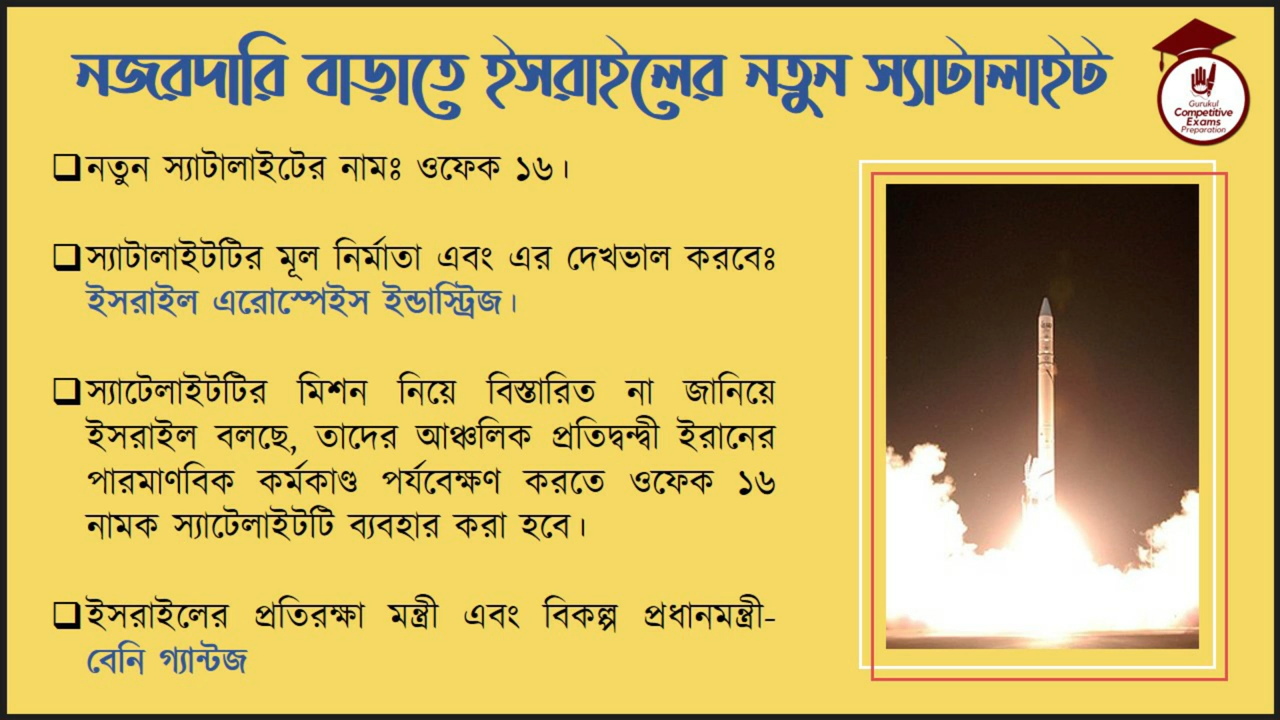 নজরদারি বাড়াতে ইসরাইলের নতুন স্যাটালাইট
Gurukul
Competitive
Exams
Preparation
❑নতুন স্যাটালাইটের নামঃ ওফেক ১৬।
❑স্যাটালাইটটির মূল নির্মাতা এবং এর দেখভাল করবেঃ
ইসরাইল এরোস্পেইস ইন্ডাস্ট্রিজ।
❑স্যাটেলাইটটির মিশন নিয়ে বিস্তারিত না জানিয়ে
ইসরাইল বলছে, তাদের আঞ্চলিক প্রতিদ্বন্দ্বী ইরানের
পারমাণবিক কর্মকাণ্ড পর্যবেক্ষণ করতে ওফেক ১৬
নামক স্যাটেলাইটটি ব্যবহার করা হবে।
❑ইসরাইলের প্রতিরক্ষা মন্ত্রী এবং বিকল্প প্রধানমন্ত্রী-
বেনি গ্যান্টজ